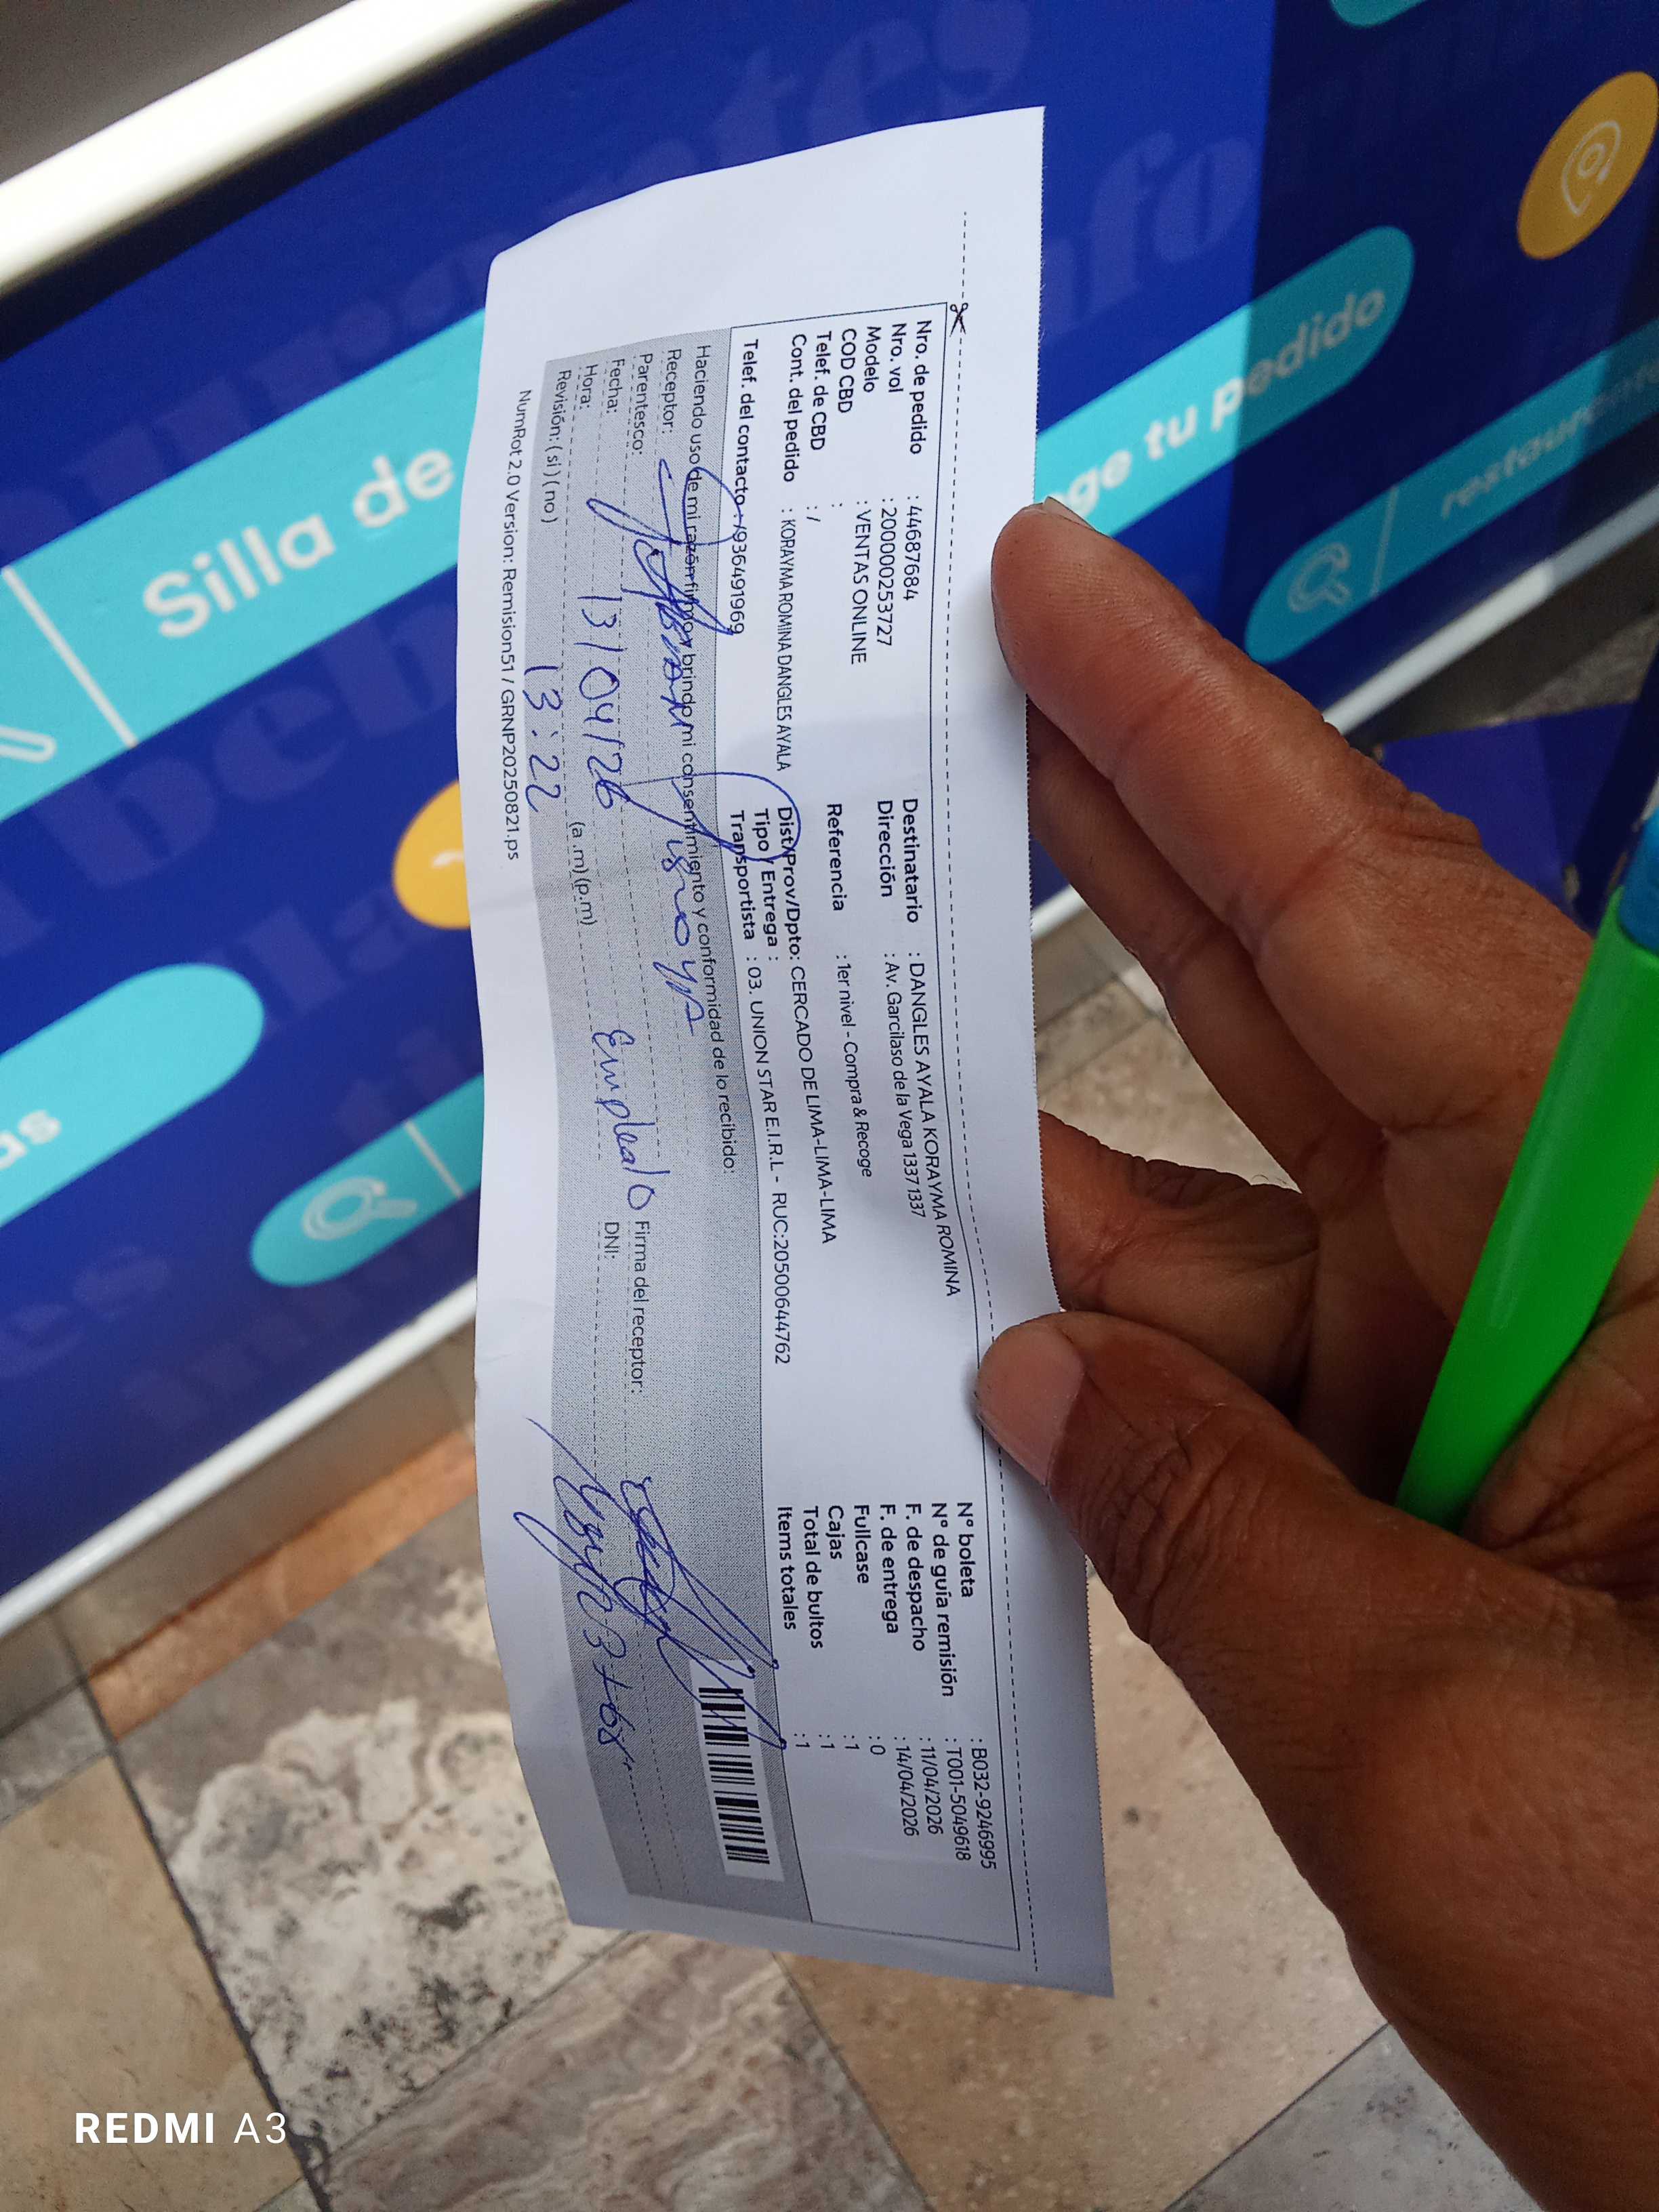 Nro. de pedido : 44687684
Nro. vol : 2000000253727
Modelo : VENTAS ONLINE
COD CBD :
Telef. de CBD : /
Cont. del pedido : KORAYMA ROMINA DANGLES AYALA
Telef. del contacto : /936491969
Destinatario : DANGLES AYALA KORAYMA ROMINA
Dirección : Av. Garcilaso de la Vega 1337 1337
Referencia : 1er nivel - Compra & Recoge
Dist/Prov/Dpto: CERCADO DE LIMA-LIMA-LIMA
Tipo Entrega :
Transportista : 03. UNION STAR E.I.R.L - RUC:20500644762
N° boleta : B032-9246995
N° de guia remisión : T001-5049618
F. de despacho : 11/04/2026
F. de entrega : 14/04/2026
Fullcase : 0
Cajas : 1
Total de bultos : 1
Items totales : 1
Haciendo uso de mi razón firmo y brindo mi consentimiento y conformidad de lo recibido:
Receptor:
Parentesco: Empleado
Fecha: 13/04/26
Hora: 13:22 (a.m) (p.m)
Revisión: (si) (no)
Firma del receptor:
DNI:
NumRot 2.0 Version: Remision51 / GRNP20250821.ps
Silla de
ge tu pedido
as
REDMI A3